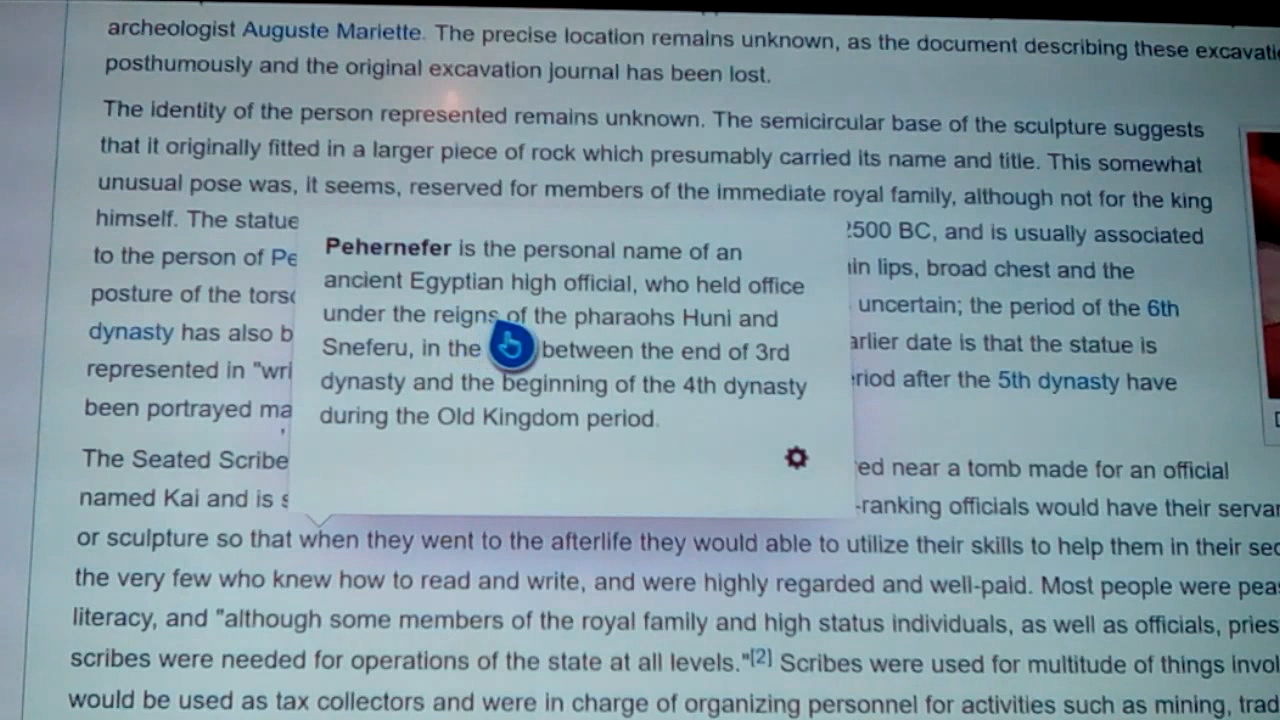 archeologist Auguste Mariette. The precise location remains unknown, as the document describing these
posthumously and the original excavation journal has been lost.
The identity of the person represented remains unknown. The semicircular base of the sculpture suggests
that it originally fitted in a larger piece of rock which presumably carried its name and title. This somewhat
unusual pose was, it seems, reserved for members of the immediate royal family, although not for the king
himself. The statue 2500 BC, and is usually associated
to the person of Pe lips, broad chest and the
posture of the uncertain; the period of the 6th
dynasty has also b arlier date is that the statue is
represented in "wri riod after the 5th dynasty have
been portrayed ma
Pehernefer is the personal name of an
ancient Egyptian high official, who held office
under the reigns of the pharaohs Huni and
Sneferu, in the between the end of 3rd
dynasty and the beginning of the 4th dynasty
during the Old Kingdom period.
The Seated Scribe ed near a tomb made for an official
named Kai and is -ranking officials would have their
or sculpture so that when they went to the afterlife they would able to utilize their skills to help them in their
the very few who knew how to read and write, and were highly regarded and well-paid. Most people were
literacy, and "although some members of the royal family and high status individuals, as well as officials,
scribes were needed for operations of the state at all levels."[2] Scribes were used for multitude of things
would be used as tax collectors and were in charge of organizing personnel for activities such as mining,